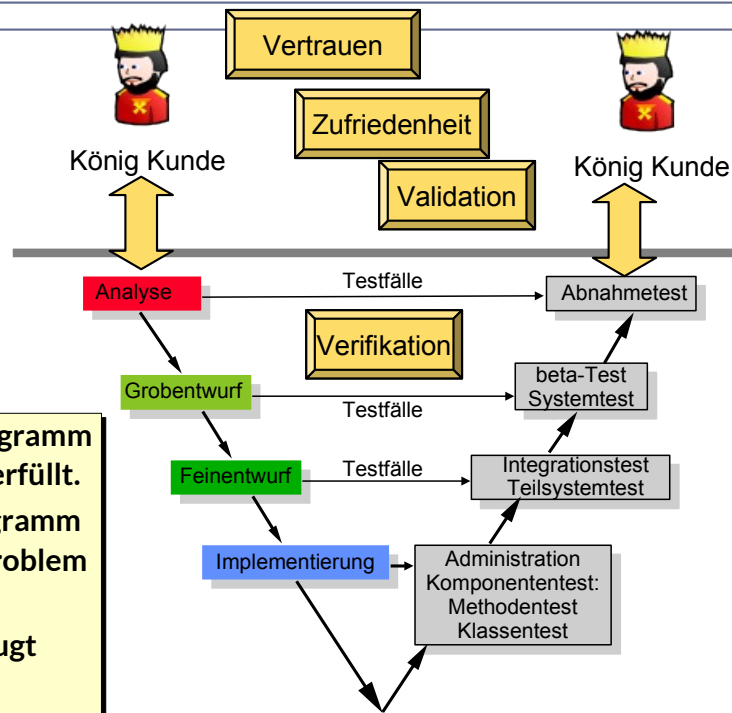 Vertrauen
Zufriedenheit
König Kunde
König Kunde
Validation
Analyse
Testfälle
Abnahmetest
Verifikation
Grobentwurf
Testfälle
beta-Test
Systemtest
gramm
erfüllt.
Feinentwurf
Testfälle
Integrationstest
Teilsystemtest
gramm
roblem
Implementierung
Administration
Komponententest:
Methodentest
Klassentest
ugt